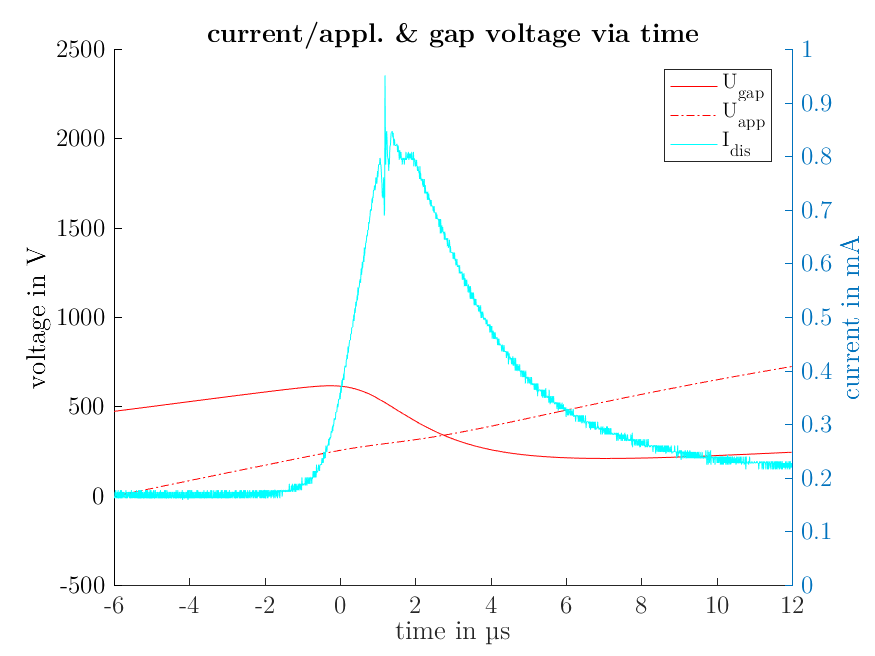 current/appl. & gap voltage via time
2500
2000
1500
1000
500
0
-500
voltage in V
1
0.9
0.8
0.7
0.6
0.5
0.4
0.3
0.2
0.1
0
current in mA
U_gap
U_app
I_dis
-6 -4 -2 0 2 4 6 8 10 12
time in µs